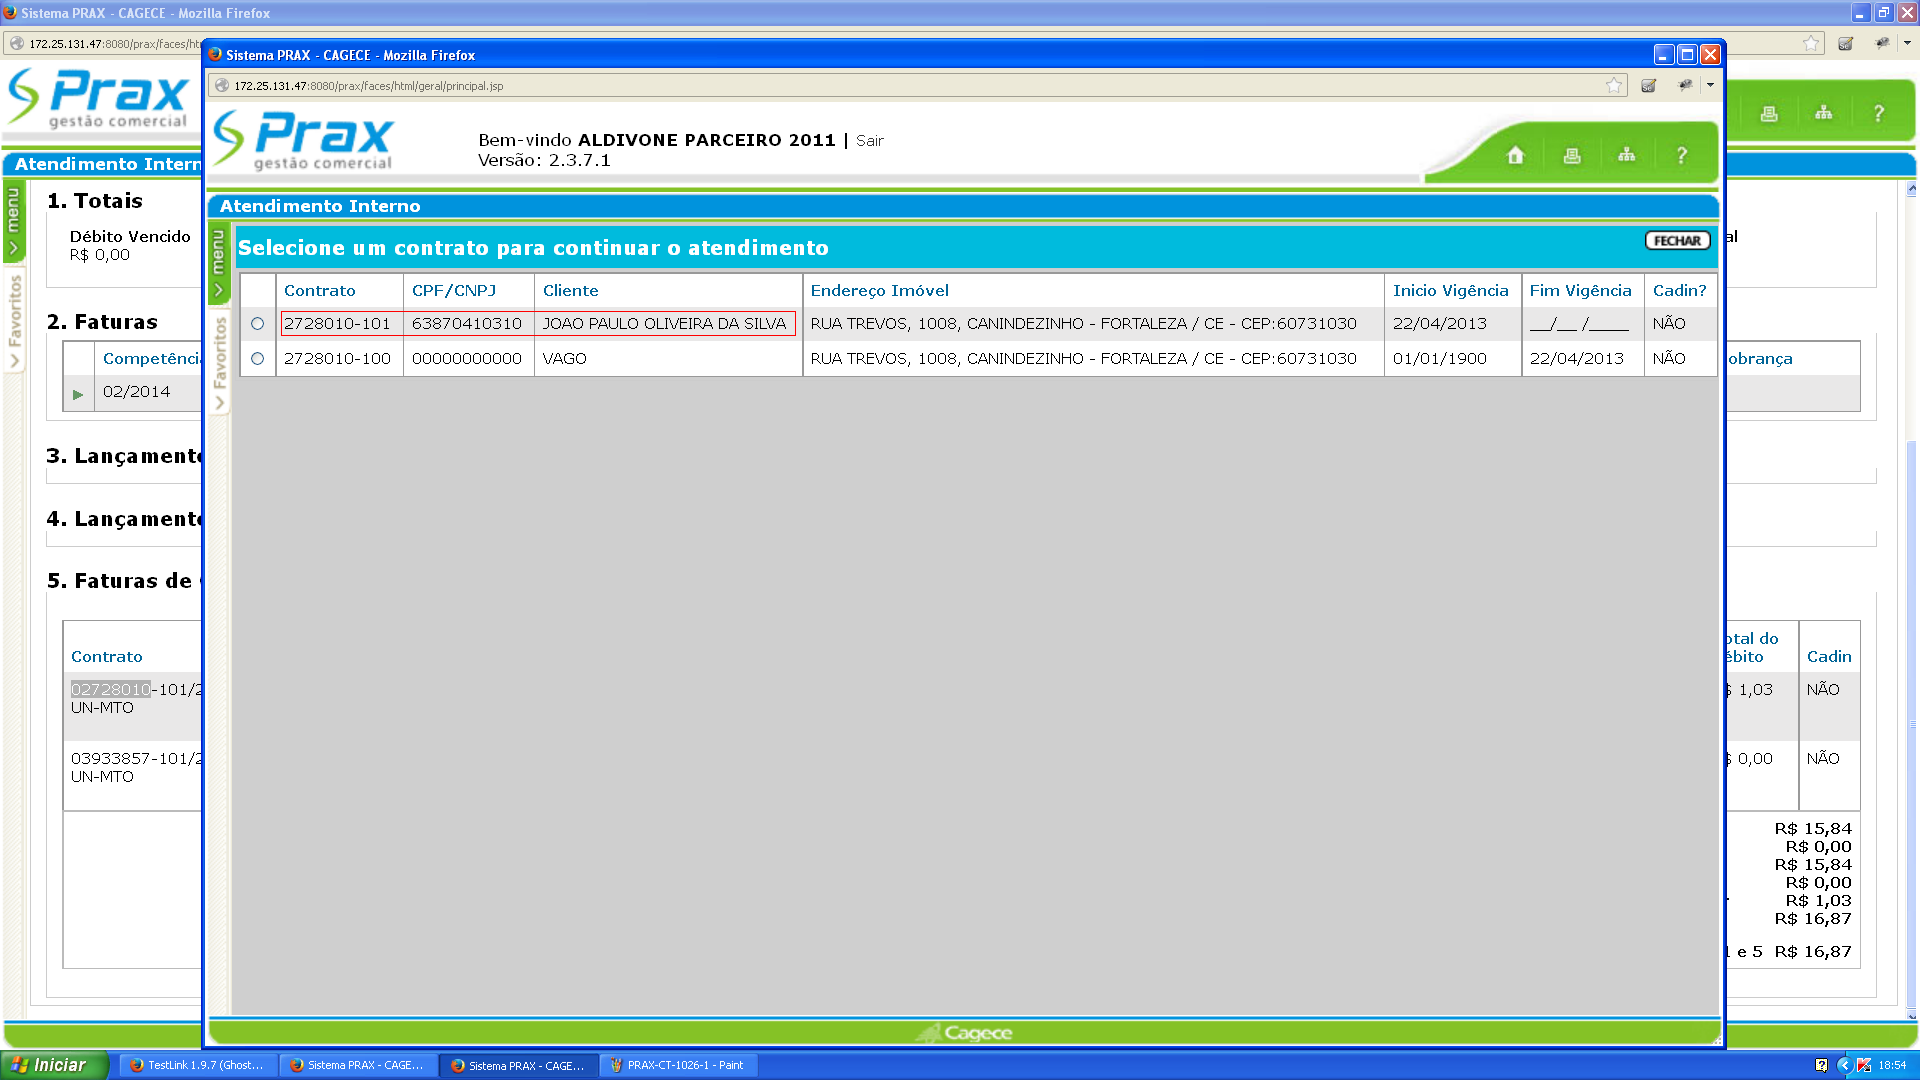 Sistema PRAX - CAGECE - Mozilla Firefox
172.25.131.47:8080/prax/faces/ht
Prax
gestão comercial
Atendimento Intern
menu
Favoritos
1. Totais
Débito Vencido
R$ 0,00
al
2. Faturas
Competência
obrança
02/2014
3. Lançamento
4. Lançamento
5. Faturas de
Contrato
otal do
ébito
Cadin
02728010-101/2
UN-MTO
$ 1,03
NÃO
03933857-101/2
UN-MTO
$ 0,00
NÃO
R$ 15,84
R$ 0,00
R$ 15,84
R$ 0,00
R$ 1,03
R$ 16,87
1 e 5 R$ 16,87
Sistema PRAX - CAGECE - Mozilla Firefox
172.25.131.47:8080/prax/faces/html/geral/principal.jsp
Prax
gestão comercial
Bem-vindo ALDIVONE PARCEIRO 2011 | Sair
Versão: 2.3.7.1
?
Atendimento Interno
menu
Favoritos
Selecione um contrato para continuar o atendimento
FECHAR
Contrato CPF/CNPJ Cliente Endereço Imóvel Inicio Vigência Fim Vigência Cadin?
2728010-101 63870410310 JOAO PAULO OLIVEIRA DA SILVA RUA TREVOS, 1008, CANINDEZINHO - FORTALEZA / CE - CEP:60731030 22/04/2013 __/__ /____ NÃO
2728010-100 00000000000 VAGO RUA TREVOS, 1008, CANINDEZINHO - FORTALEZA / CE - CEP:60731030 01/01/1900 22/04/2013 NÃO
Cagece
Iniciar
TestLink 1.9.7 (Ghost...
Sistema PRAX - CAGE...
Sistema PRAX - CAGE...
PRAX-CT-1026-1 - Paint
18:54